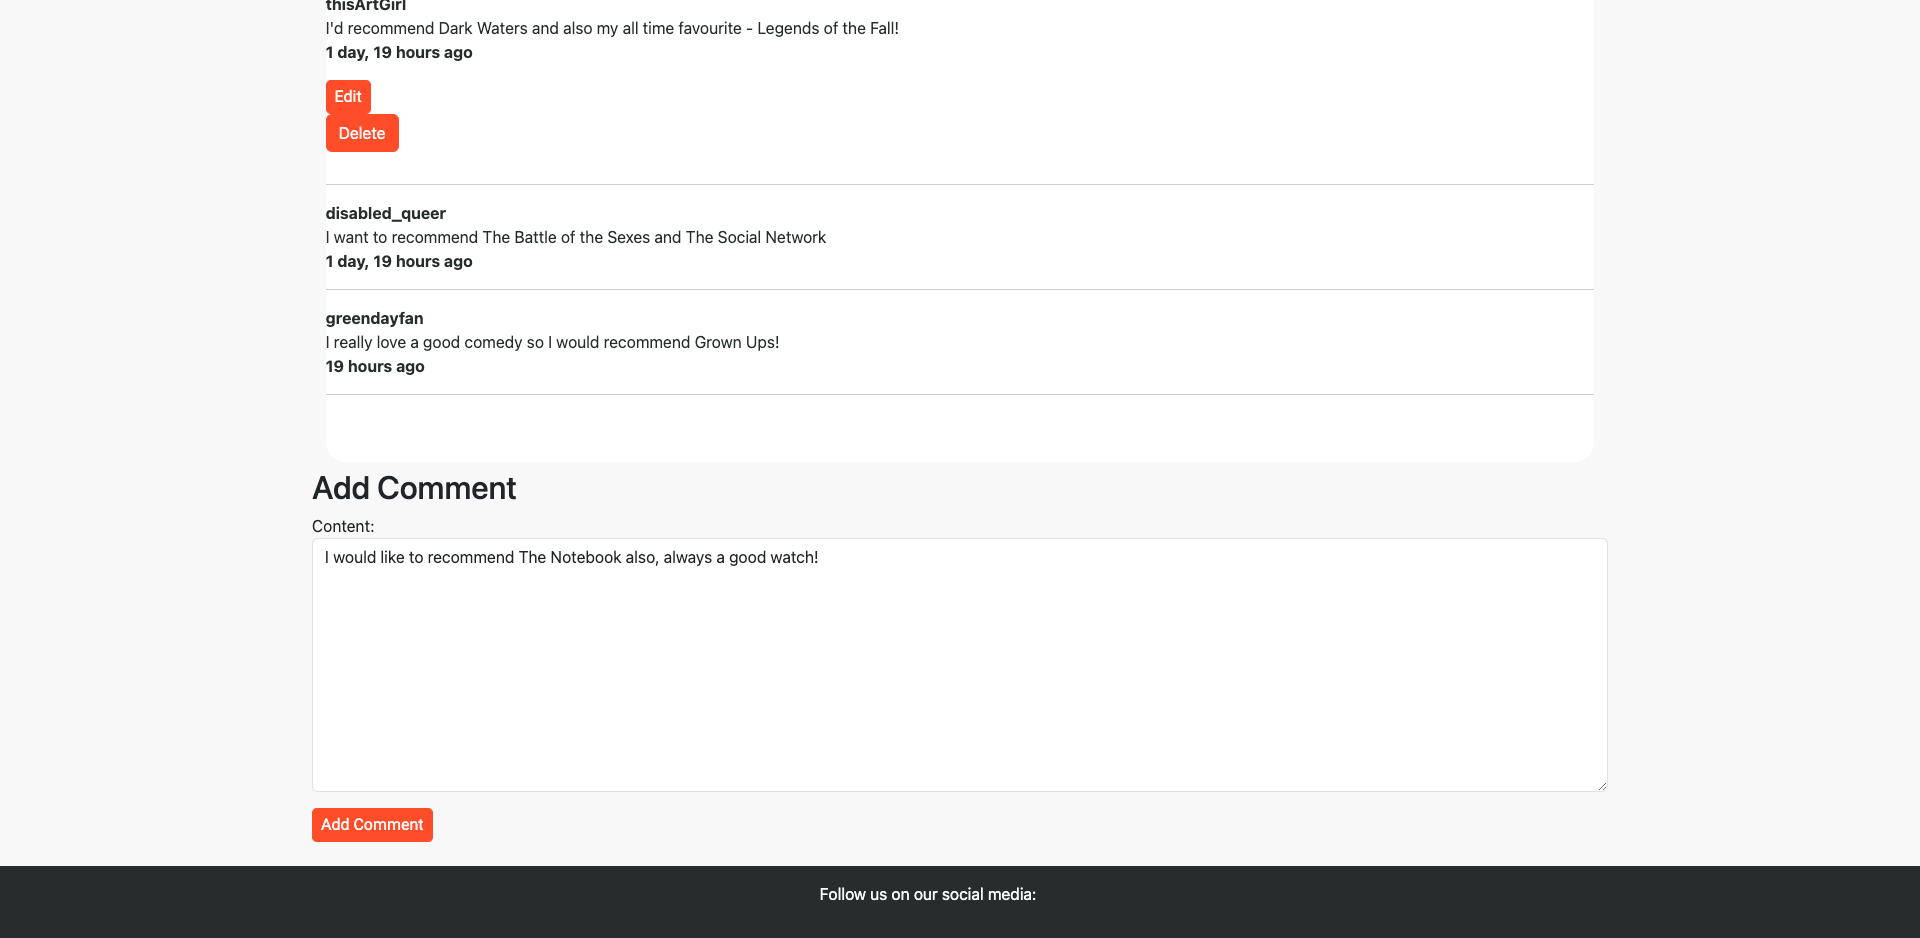 thisArtGirl
I'd recommend Dark Waters and also my all time favourite - Legends of the Fall!
1 day, 19 hours ago
Edit
Delete
disabled_queer
I want to recommend The Battle of the Sexes and The Social Network
1 day, 19 hours ago
greendayfan
I really love a good comedy so I would recommend Grown Ups!
19 hours ago
Add Comment
Content:
I would like to recommend The Notebook also, always a good watch!
Add Comment
Follow us on our social media: